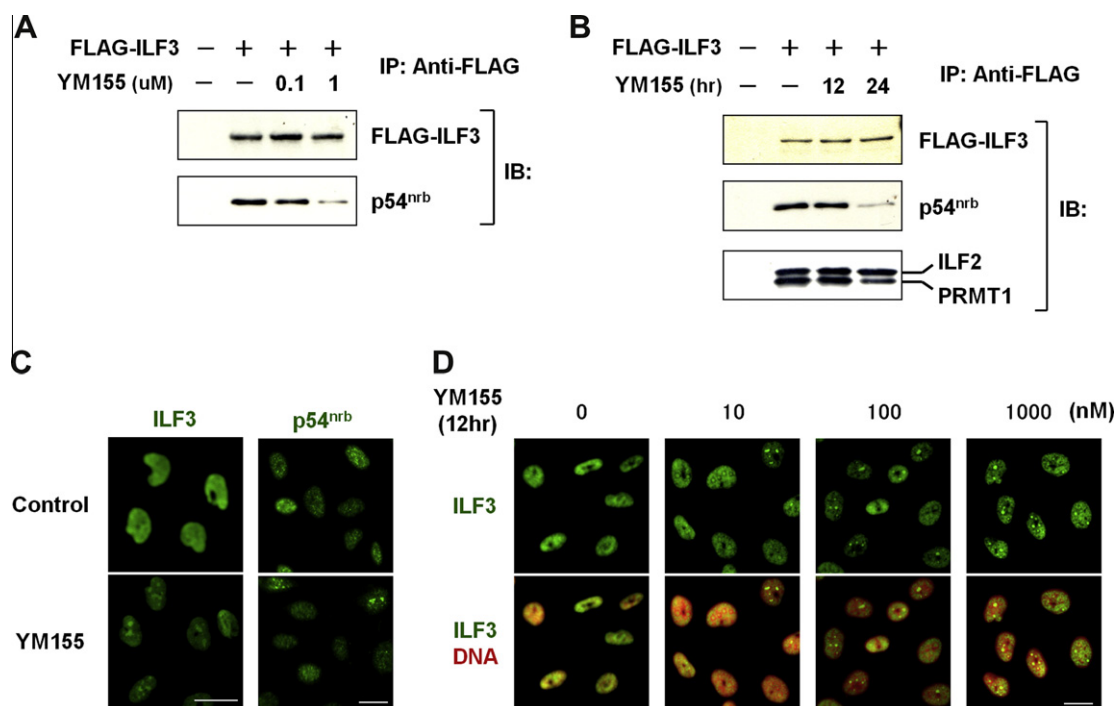 A
FLAG-ILF3 − + + +
YM155 (uM) − − 0.1 1
IP: Anti-FLAG
FLAG-ILF3
p54nrb
IB:
B
FLAG-ILF3 − + + +
YM155 (hr) − − 12 24
IP: Anti-FLAG
FLAG-ILF3
p54nrb
ILF2
PRMT1
IB:
C
ILF3 p54nrb
Control
YM155
D
YM155
(12hr)
0 10 100 1000 (nM)
ILF3
ILF3
DNA